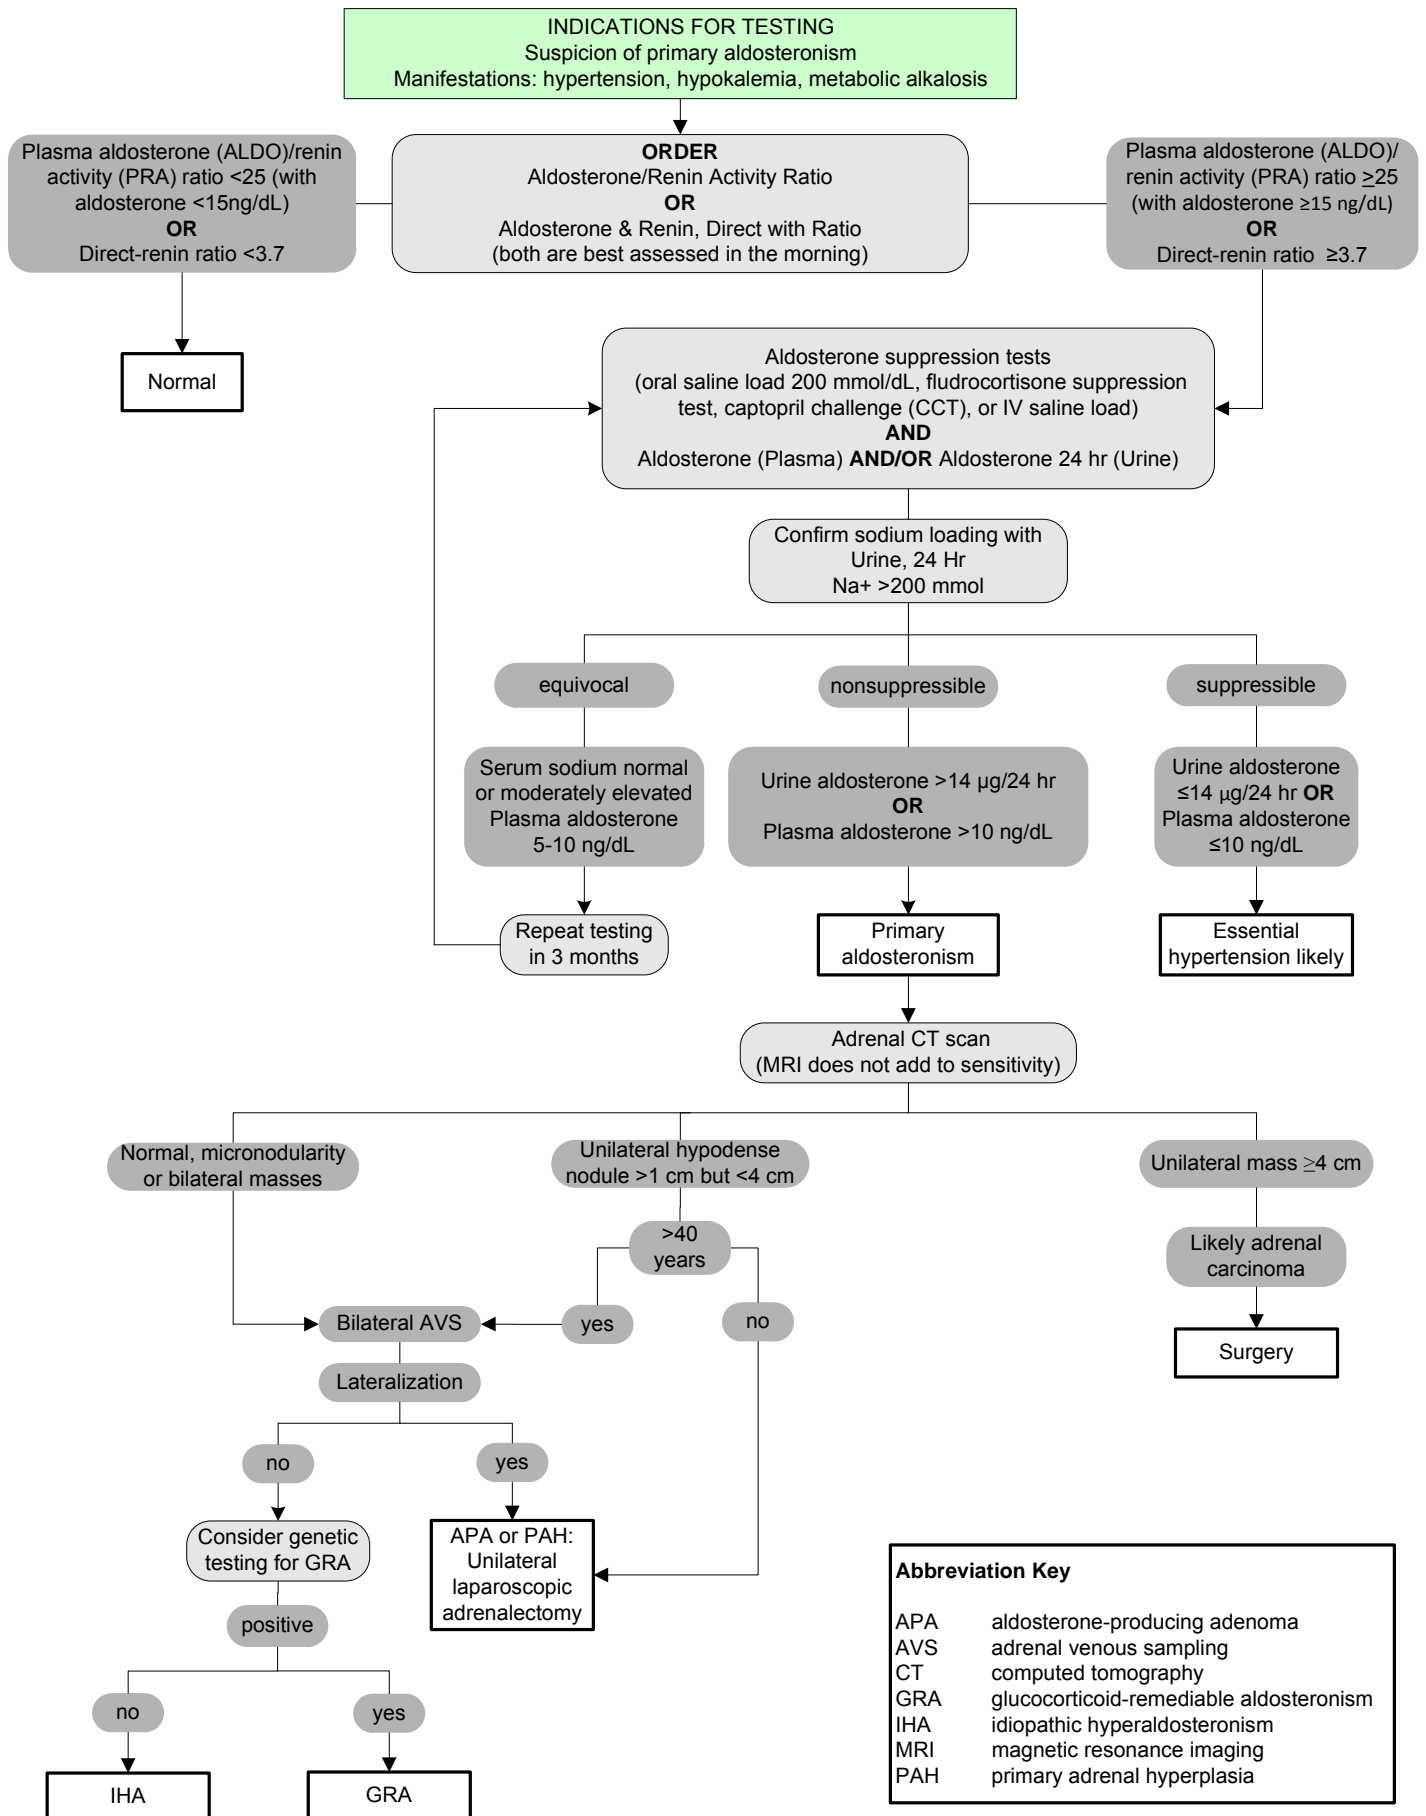 INDICATIONS FOR TESTING
Suspicion of primary aldosteronism
Manifestations: hypertension, hypokalemia, metabolic alkalosis
Plasma aldosterone (ALDO)/renin
activity (PRA) ratio <25 (with
aldosterone <15ng/dL)
OR
Direct-renin ratio <3.7
ORDER
Aldosterone/Renin Activity Ratio
OR
Aldosterone & Renin, Direct with Ratio
(both are best assessed in the morning)
Plasma aldosterone (ALDO)/
renin activity (PRA) ratio ≥25
(with aldosterone ≥15 ng/dL)
OR
Direct-renin ratio ≥3.7
Normal
Aldosterone suppression tests
(oral saline load 200 mmol/dL, fludrocortisone suppression
test, captopril challenge (CCT), or IV saline load)
AND
Aldosterone (Plasma) AND/OR Aldosterone 24 hr (Urine)
Confirm sodium loading with
Urine, 24 Hr
Na+ >200 mmol
equivocal
nonsuppressible
suppressible
Serum sodium normal
or moderately elevated
Plasma aldosterone
5-10 ng/dL
Urine aldosterone >14 µg/24 hr
OR
Plasma aldosterone >10 ng/dL
Urine aldosterone
≤14 µg/24 hr OR
Plasma aldosterone
≤10 ng/dL
Repeat testing
in 3 months
Primary
aldosteronism
Essential
hypertension likely
Adrenal CT scan
(MRI does not add to sensitivity)
Normal, micronodularity
or bilateral masses
Unilateral hypodense
nodule >1 cm but <4 cm
Unilateral mass ≥4 cm
>40
years
Likely adrenal
carcinoma
Bilateral AVS
yes
no
Surgery
Lateralization
no
yes
Consider genetic
testing for GRA
APA or PAH:
Unilateral
laparoscopic
adrenalectomy
positive
no
yes
IHA
GRA
Abbreviation Key
APA aldosterone-producing adenoma
AVS adrenal venous sampling
CT computed tomography
GRA glucocorticoid-remediable aldosteronism
IHA idiopathic hyperaldosteronism
MRI magnetic resonance imaging
PAH primary adrenal hyperplasia